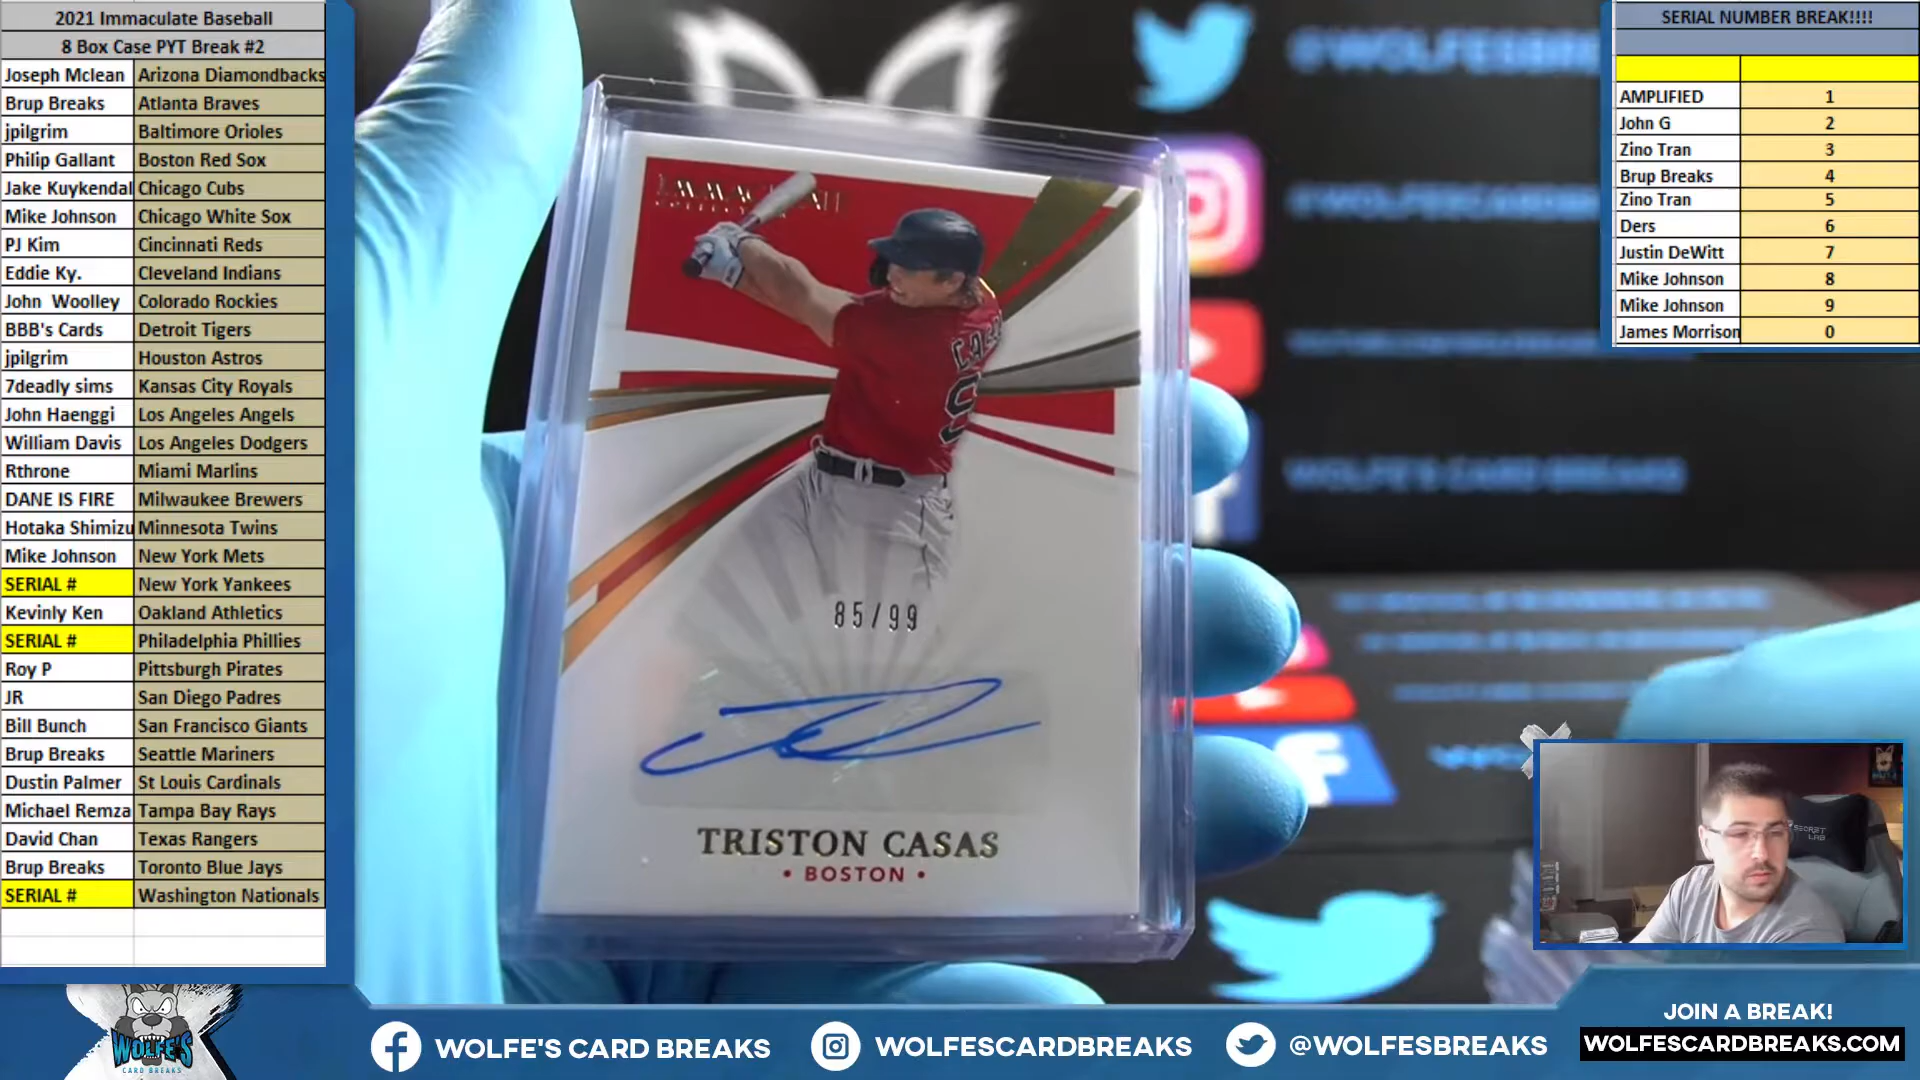 2021 Immaculate Baseball
8 Box Case PYT Break #2
Joseph Mclean Arizona Diamondbacks
Brup Breaks Atlanta Braves
jpilgrim Baltimore Orioles
Philip Gallant Boston Red Sox
Jake Kuykendal Chicago Cubs
Mike Johnson Chicago White Sox
PJ Kim Cincinnati Reds
Eddie Ky. Cleveland Indians
John Woolley Colorado Rockies
BBB's Cards Detroit Tigers
jpilgrim Houston Astros
7deadly sims Kansas City Royals
John Haenggi Los Angeles Angels
William Davis Los Angeles Dodgers
Rthrone Miami Marlins
DANE IS FIRE Milwaukee Brewers
Hotaka Shimizu Minnesota Twins
Mike Johnson New York Mets
SERIAL # New York Yankees
Kevinly Ken Oakland Athletics
SERIAL # Philadelphia Phillies
Roy P Pittsburgh Pirates
JR San Diego Padres
Bill Bunch San Francisco Giants
Brup Breaks Seattle Mariners
Dustin Palmer St Louis Cardinals
Michael Remza Tampa Bay Rays
David Chan Texas Rangers
Brup Breaks Toronto Blue Jays
SERIAL # Washington Nationals
85/99
TRISTON CASAS
• BOSTON •
WOLFE'S CARD BREAKS
SERIAL NUMBER BREAK!!!!
AMPLIFIED 1
John G 2
Zino Tran 3
Brup Breaks 4
Zino Tran 5
Ders 6
Justin DeWitt 7
Mike Johnson 8
Mike Johnson 9
James Morrison 0
SECRET LAB
WOLFE'S
CARD BREAKS
WOLFE'S CARD BREAKS
WOLFESCARDBREAKS
@WOLFESBREAKS
JOIN A BREAK!
WOLFESCARDBREAKS.COM